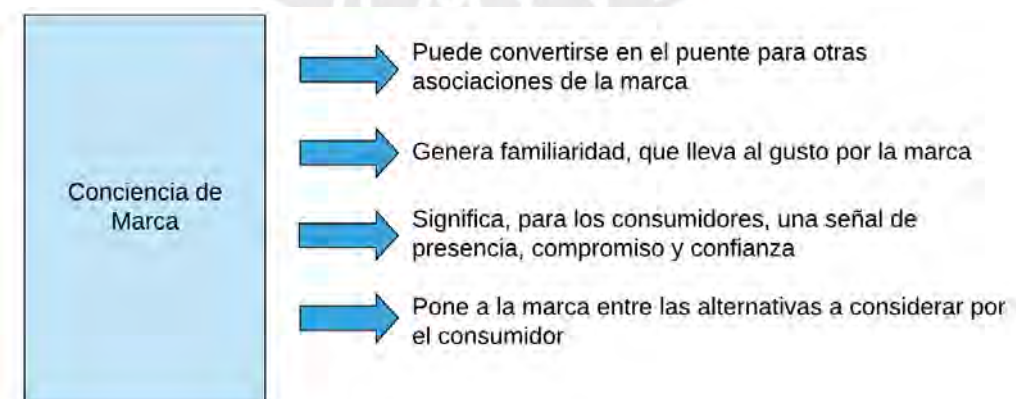 Puede convertirse en el puente para otras
asociaciones de la marca
Genera familiaridad, que lleva al gusto por la marca
Conciencia de
Marca
Significa, para los consumidores, una señal de
presencia, compromiso y confianza
Pone a la marca entre las alternativas a considerar por
el consumidor